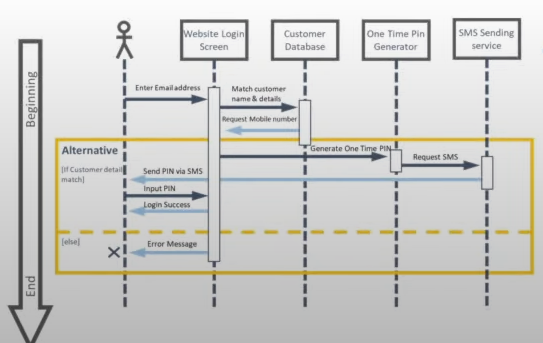 Website Login
Screen
Customer
Database
One Time Pin
Generator
SMS Sending
service
Beginning
Enter Email address
Match customer
name & details
Request Mobile number
Alternative
Generate One Time PIN
[If Customer detail
match]
Request SMS
Send PIN via SMS
Input PIN
Login Success
[else]
Error Message
End